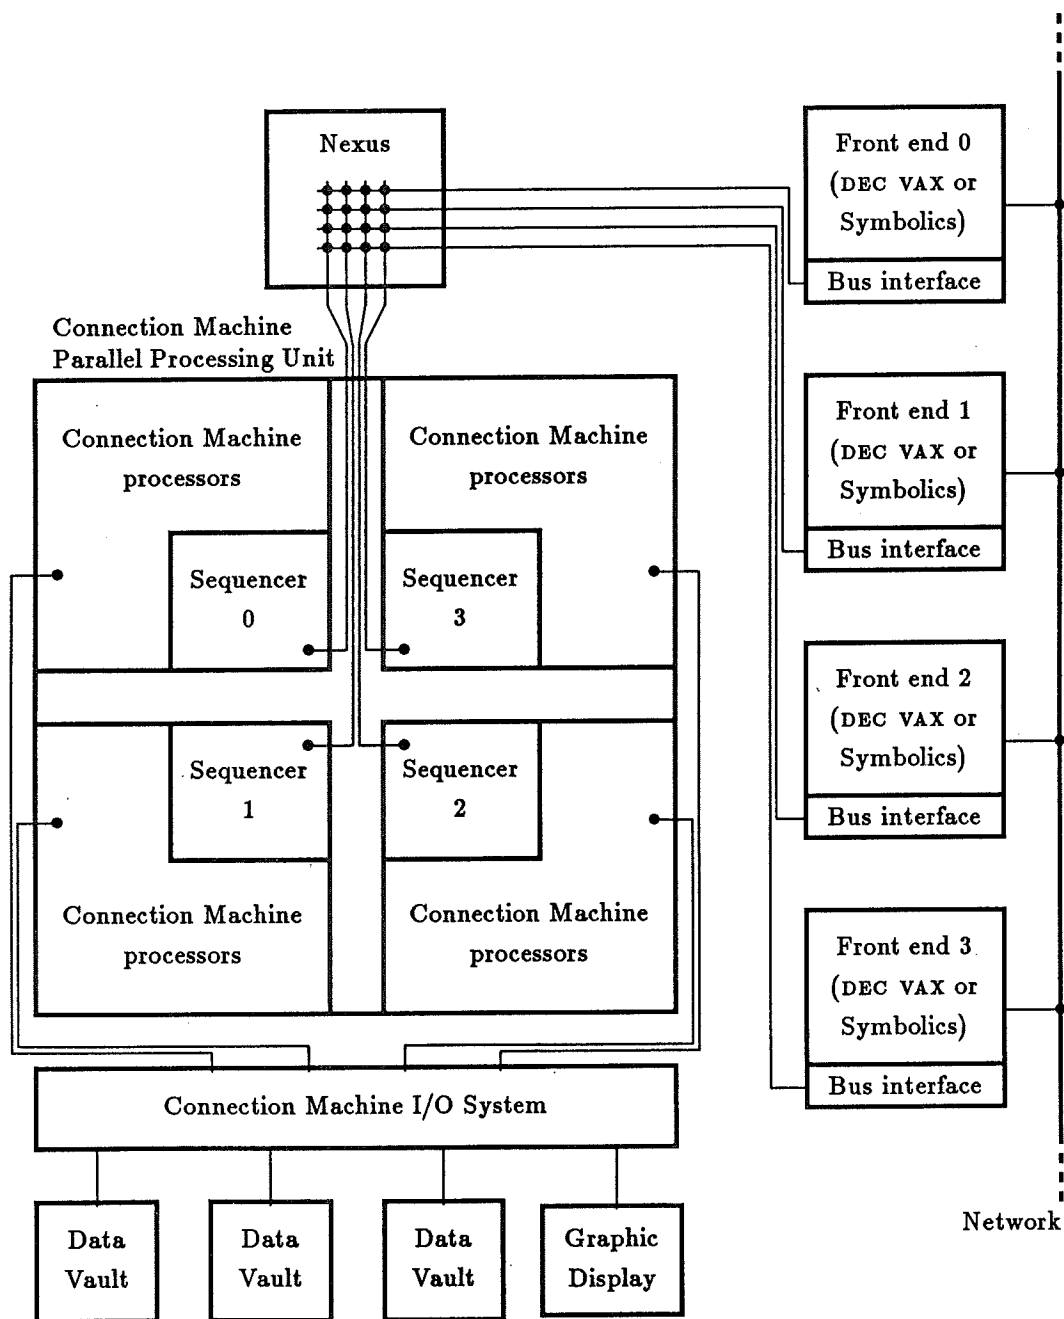 Nexus
Front end 0
(DEC VAX or
Symbolics)
Bus interface
Connection Machine
Parallel Processing Unit
Connection Machine
processors
Connection Machine
processors
Front end 1
(DEC VAX or
Symbolics)
Bus interface
Sequencer
0
Sequencer
3
Front end 2
(DEC VAX or
Symbolics)
Bus interface
Sequencer
1
Sequencer
2
Connection Machine
processors
Connection Machine
processors
Front end 3
(DEC VAX or
Symbolics)
Bus interface
Connection Machine I/O System
Data
Vault
Data
Vault
Data
Vault
Graphic
Display
Network